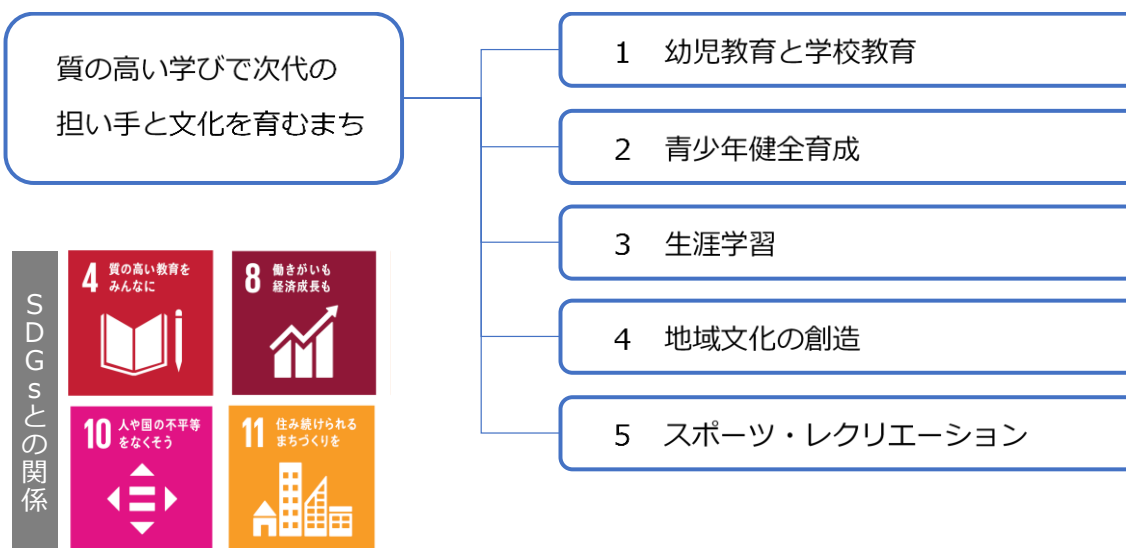 質の高い学びで次代の
担い手と文化を育むまち
1 幼児教育と学校教育
2 青少年健全育成
3 生涯学習
4 地域文化の創造
5 スポーツ・レクリエーション
SDGsとの関係
4 質の高い教育を
みんなに
8 働きがいも
経済成長も
10 人や国の不平等
をなくそう
11 住み続けられる
まちづくりを